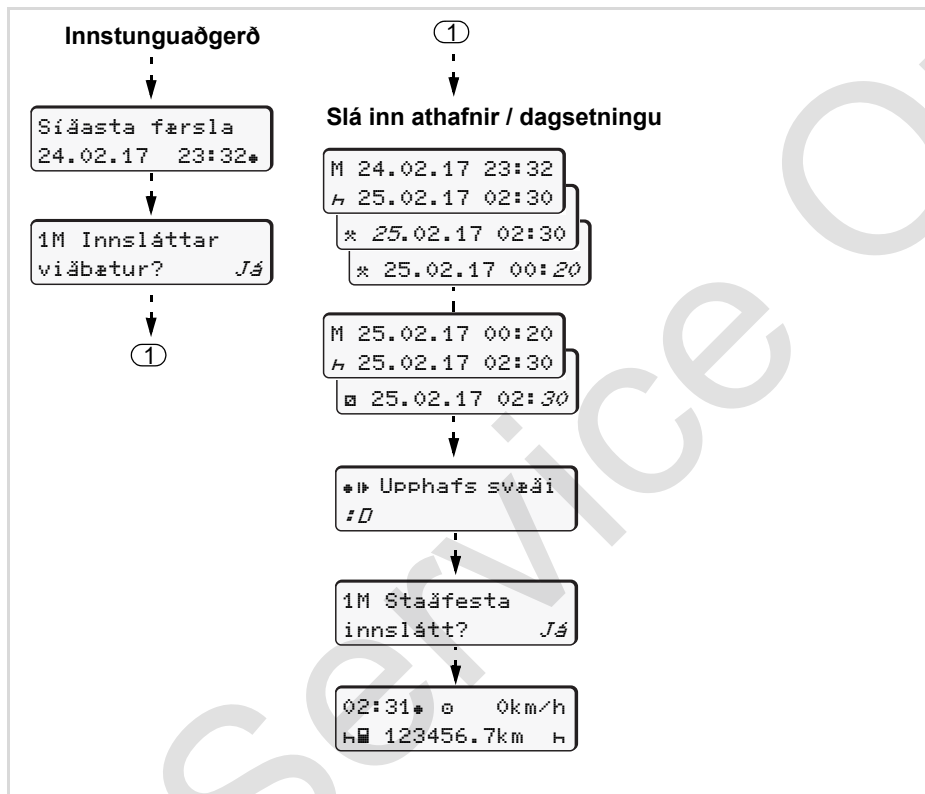 Innstunguaðgerð
Síðasta færsla
24.02.17 23:32
1M Innsláttar
viðbætur? Já
1
1
Slá inn athafnir / dagsetningu
M 24.02.17 23:32
25.02.17 02:30
25.02.17 02:30
25.02.17 00:20
M 25.02.17 00:20
25.02.17 02:30
25.02.17 02:30
Upphafs svæði
:D
1M Staðfesta
innslátt? Já
02:31 0km/h
123456.7km
Service O